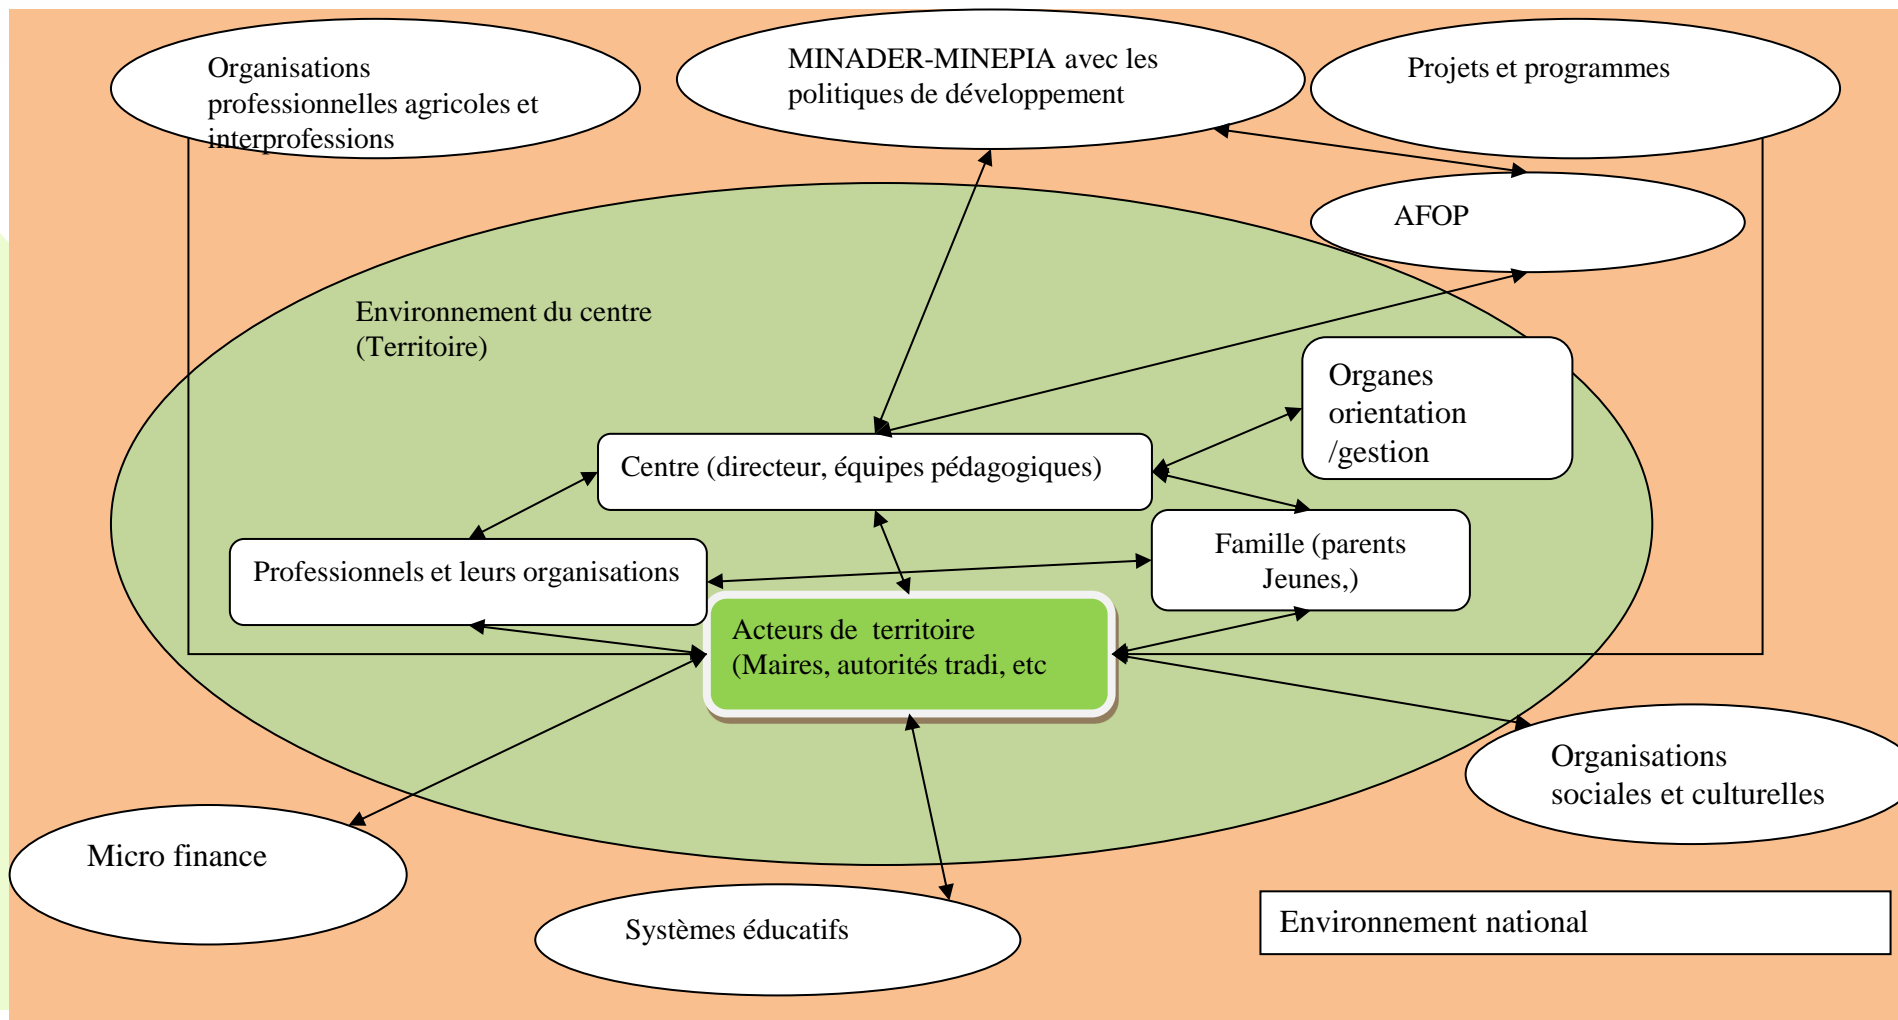 Organisations
professionnelles agricoles et
interprofessions
MINADER-MINEPIA avec les
politiques de développement
Projets et programmes
AFOP
Environnement du centre
(Territoire)
Organes
orientation
/gestion
Centre (directeur, équipes pédagogiques)
Famille (parents
Jeunes,)
Professionnels et leurs organisations
Acteurs de territoire
(Maires, autorités tradi, etc
Organisations
sociales et culturelles
Micro finance
Systèmes éducatifs
Environnement national